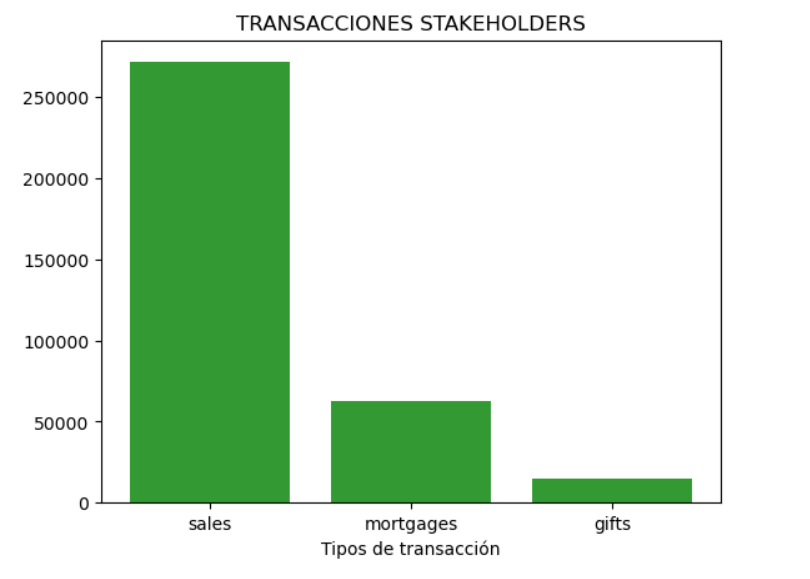 TRANSACCIONES STAKEHOLDERS
250000
200000
150000
100000
50000
0
sales mortgages gifts
Tipos de transacción